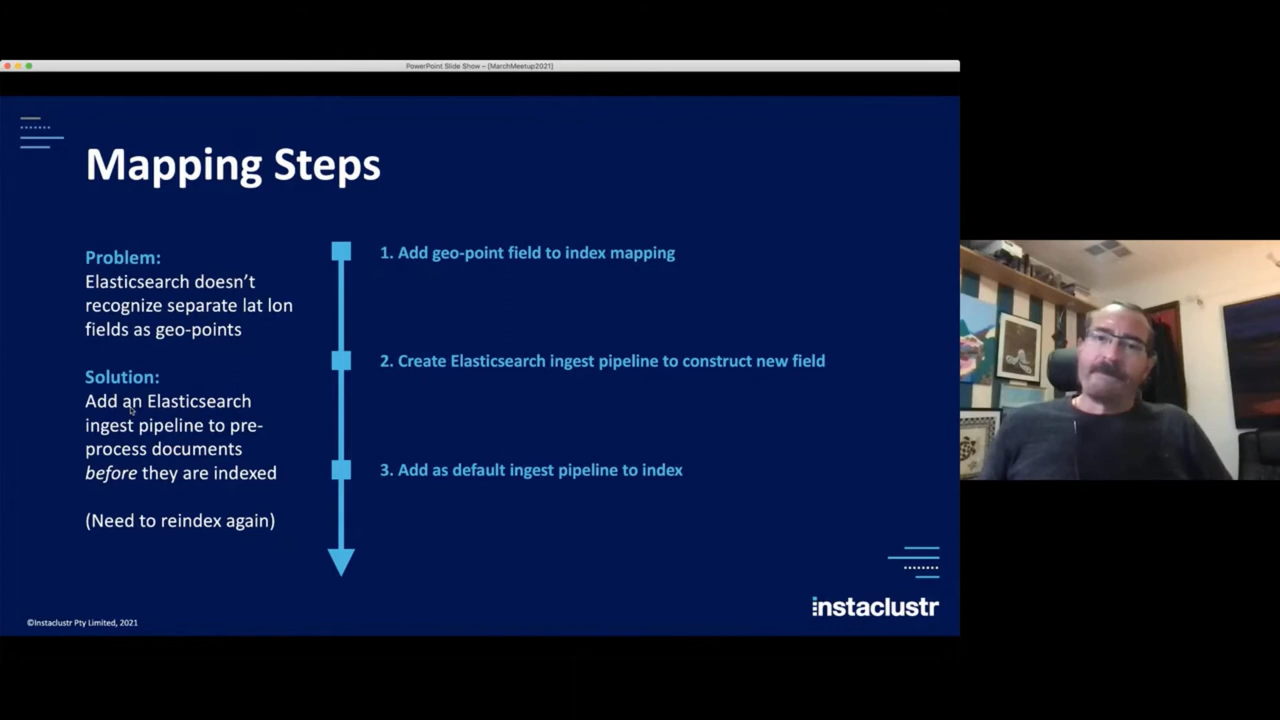 PowerPoint Slide Show – [MarchMeetup2021]
Mapping Steps
Problem:
Elasticsearch doesn’t
recognize separate lat lon
fields as geo-points
Solution:
Add an Elasticsearch
ingest pipeline to pre-
process documents
before they are indexed
(Need to reindex again)
1. Add geo-point field to index mapping
2. Create Elasticsearch ingest pipeline to construct new field
3. Add as default ingest pipeline to index
instaclustr
©Instaclustr Pty Limited, 2021